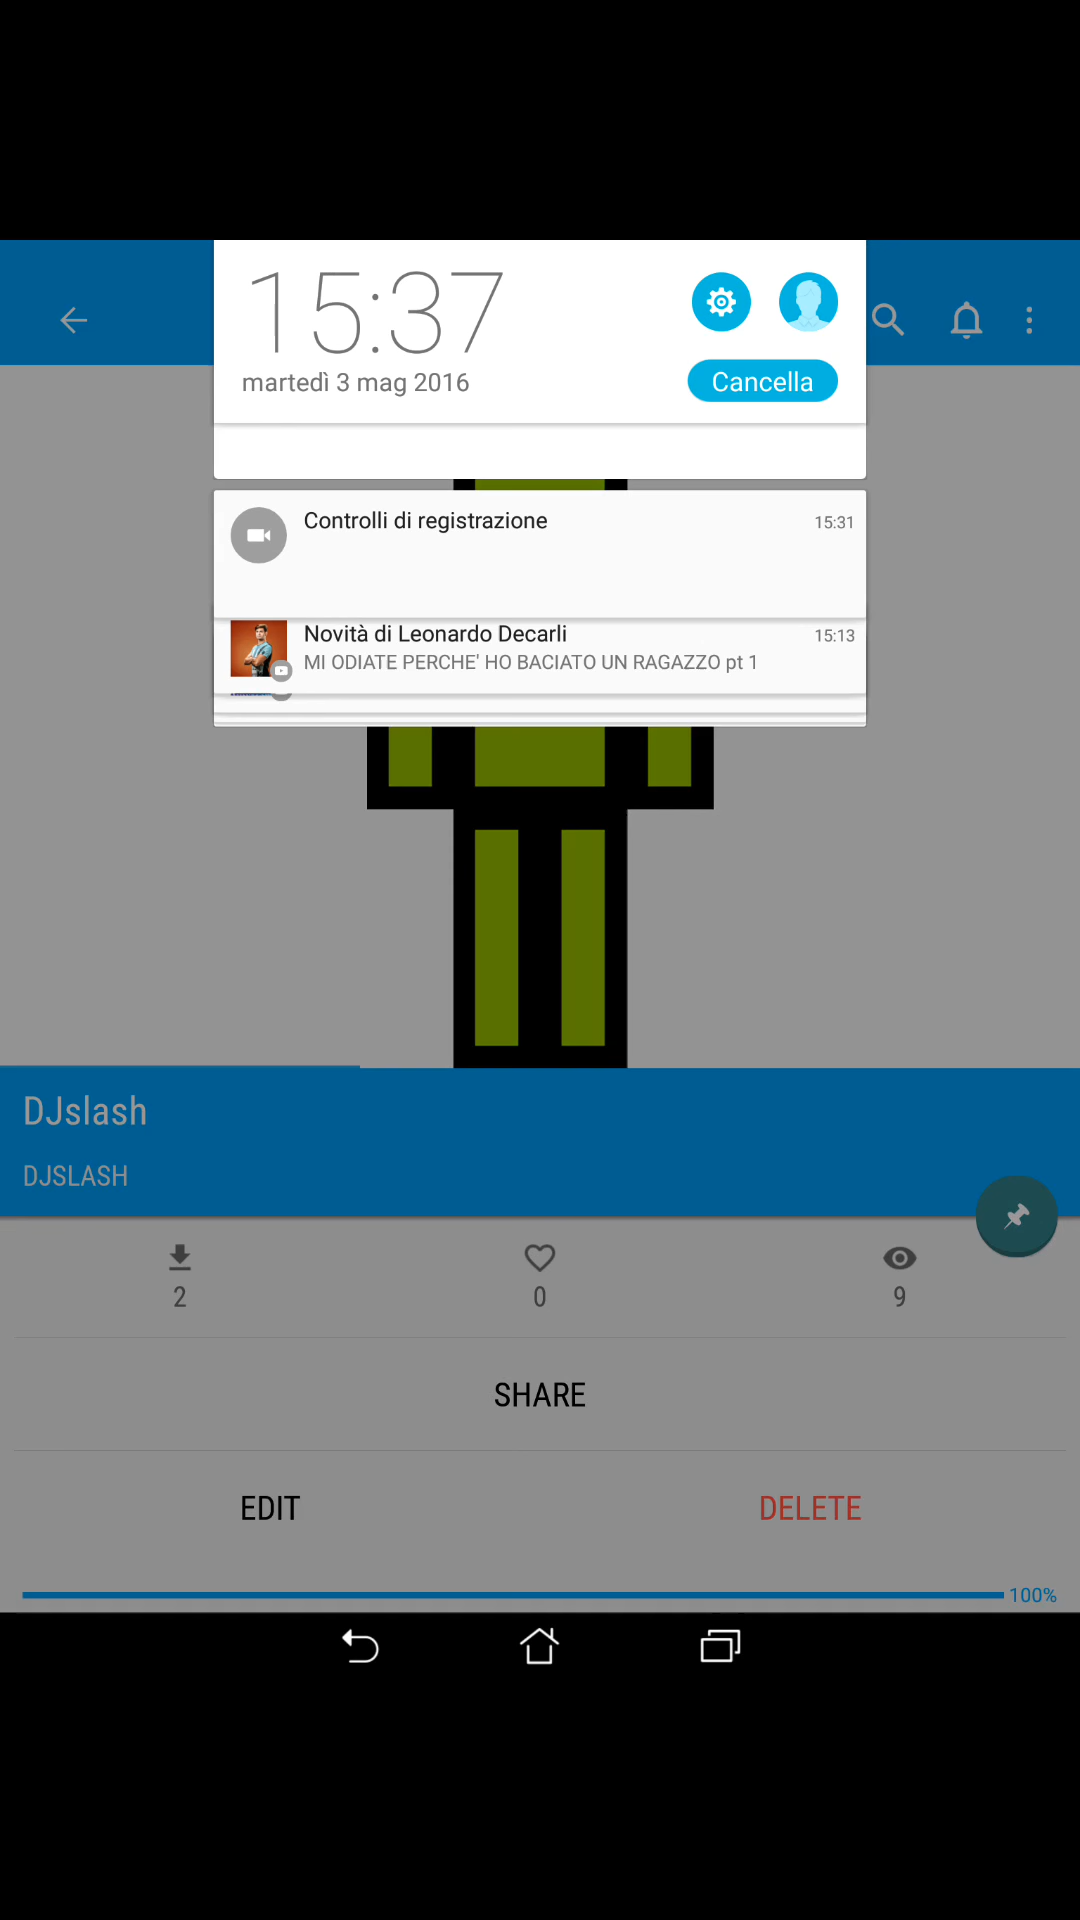 15:37
martedì 3 mag 2016
Cancella
Controlli di registrazione
15:31
Novità di Leonardo Decarli
15:13
MI ODIATE PERCHE' HO BACIATO UN RAGAZZO pt 1
DJslash
DJSLASH
2
0
9
SHARE
EDIT
DELETE
100%